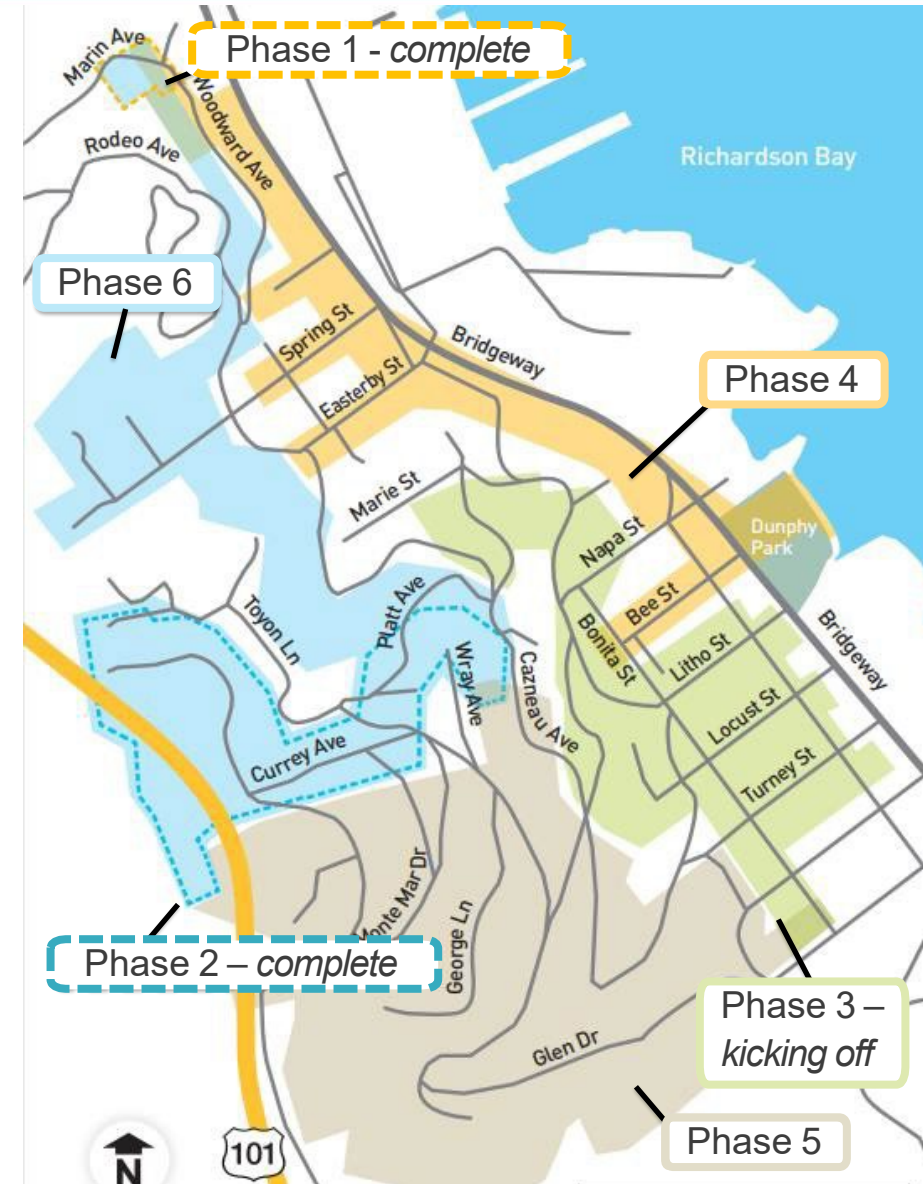 Phase 1 - complete
Marin Ave
Woodward Ave
Rodeo Ave
Richardson Bay
Phase 6
Spring St
Bridgeway
Easterby St
Phase 4
Marie St
Napa St
Dunphy
Park
Bee St
Platt Ave
Toyon Ln
Bonita St
Litho St
Bridgeway
Wray Ave
Cazneau Ave
Locust St
Currey Ave
Turney St
Monte Mar Dr
George Ln
Phase 2 – complete
Phase 3 –
kicking off
Glen Dr
Phase 5
N
101